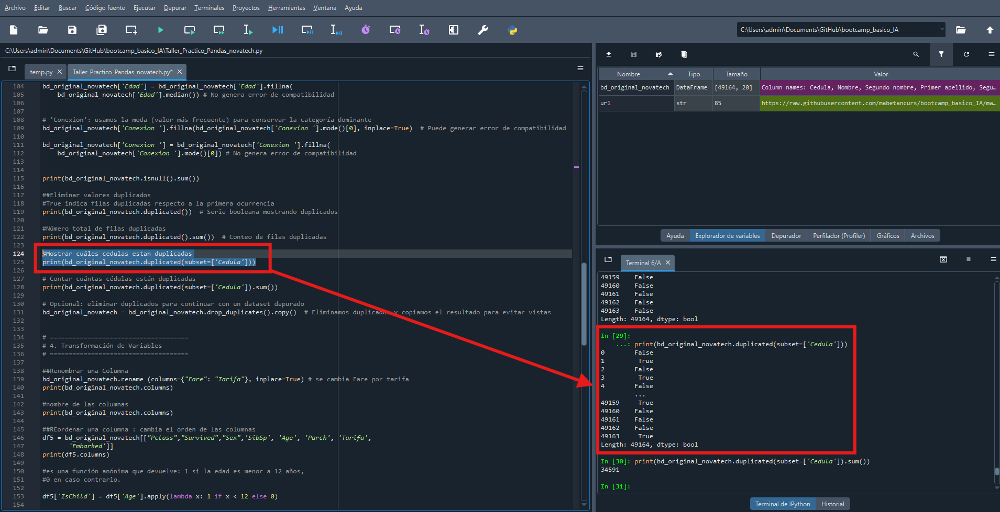 Archivo Editar Buscar Código fuente Ejecutar Depurar Terminales Proyectos Herramientas Ventana Ayuda
C:\Users\admin\Documents\GitHub\bootcamp_basico_IA
C:\Users\admin\Documents\GitHub\bootcamp_basico_IA\Taller_Practico_Pandas_novatech.py
temp.py
Taller_Practico_Pandas_novatech.py*
104 bd_original_novatech['Edad'] = bd_original_novatech['Edad'].fillna(
105     bd_original_novatech['Edad'].median()) # No genera error de compatibilidad
106
107
108 # 'Conexion': usamos la moda (valor más frecuente) para conservar la categoría dominante
109 bd_original_novatech['Conexion '].fillna(bd_original_novatech['Conexion '].mode()[0], inplace=True)  # Puede generar error de compatibilidad
110
111 bd_original_novatech['Conexion '] = bd_original_novatech['Conexion '].fillna(
112     bd_original_novatech['Conexion '].mode()[0]) # No genera error de compatibilidad
113
114
115 print(bd_original_novatech.isnull().sum())
116
117 ##Eliminar valores duplicados
118 #True indica filas duplicadas respecto a la primera ocurrencia
119 print(bd_original_novatech.duplicated())  # Serie booleana mostrando duplicados
120
121 #Número total de filas duplicadas
122 print(bd_original_novatech.duplicated().sum())  # Conteo de filas duplicadas
123
124 #Mostrar cuáles cedulas estan duplicadas
125 print(bd_original_novatech.duplicated(subset=['Cedula']))
126
127 # Contar cuántas cédulas están duplicadas
128 print(bd_original_novatech.duplicated(subset=['Cedula']).sum())
129
130 # Opcional: eliminar duplicados para continuar con un dataset depurado
131 bd_original_novatech = bd_original_novatech.drop_duplicates().copy()  # Eliminamos duplicados y copiamos el resultado para evitar vistas
132
133
134 # =====================================
135 # 4. Transformación de Variables
136 # =====================================
137
138 ##Renombrar una Columna
139 bd_original_novatech.rename (columns={"Fare": "Tarifa"}, inplace=True) # se cambia Fare por tarifa
140 print(bd_original_novatech.columns)
141
142 #nombre de las columnas
143 print(bd_original_novatech.columns)
144
145 ##REordenar una columna : cambia el orden de las columnas
146 df5 = bd_original_novatech[["Pclass","Survived","Sex",'SibSp', 'Age', 'Parch', 'Tarifa',
147        'Embarked']]
148 print(df5.columns)
149
150 #es una función anónima que devuelve: 1 si la edad es menor a 12 años,
151 #0 en caso contrario.
152
153 df5['IsChild'] = df5['Age'].apply(lambda x: 1 if x < 12 else 0)
154
Nombre Tipo Tamaño Valor
bd_original_novatech DataFrame [49164, 20] Column names: Cedula, Nombre, Segundo nombre, Primer apellido, Segu…
url str 85 https://raw.githubusercontent.com/mabetancurs/bootcamp_basico_IA/ma…
Ayuda Explorador de variables Depurador Perfilador (Profiler) Gráficos Archivos
Terminal 6/A
49159    False
49160    False
49161    False
49162    False
49163    False
Length: 49164, dtype: bool
In [29]:
...: print(bd_original_novatech.duplicated(subset=['Cedula']))
0        False
1         True
2        False
3         True
4        False
...
49159     True
49160    False
49161    False
49162    False
49163     True
Length: 49164, dtype: bool
In [30]: print(bd_original_novatech.duplicated(subset=['Cedula']).sum())
34591
In [31]:
Terminal de IPython Historial